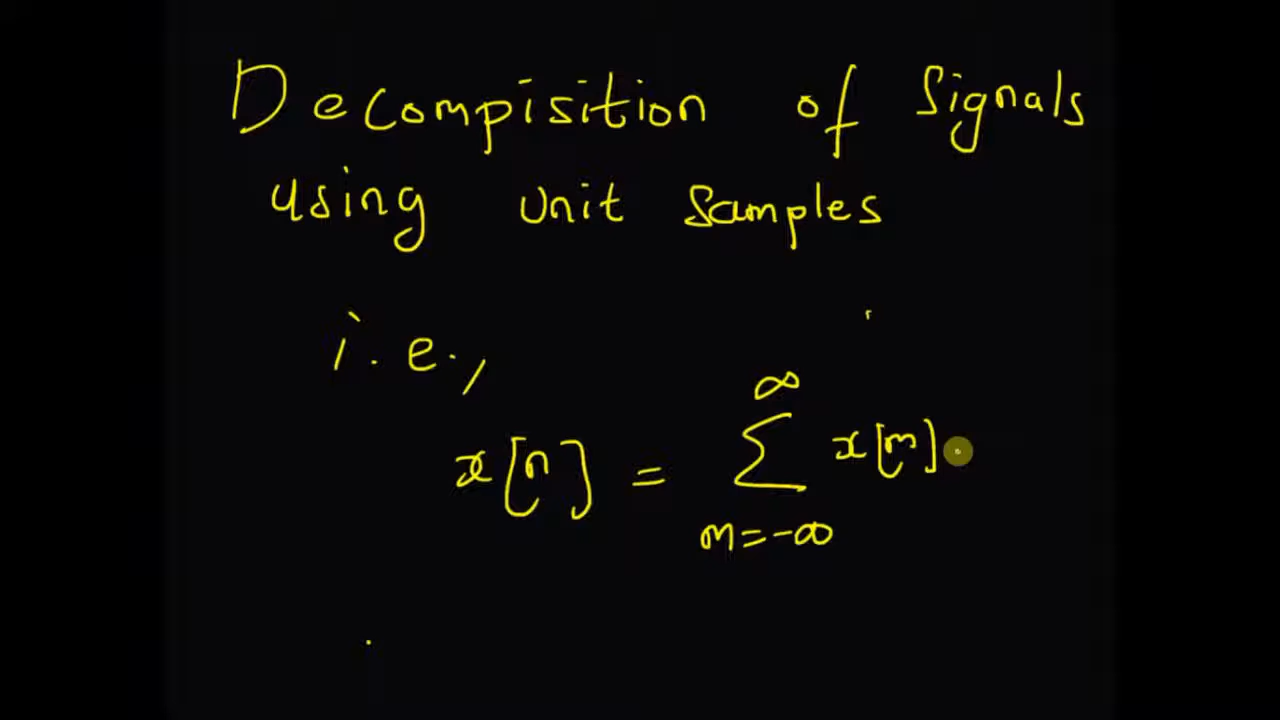 Decompisition of Signals
using unit samples
i.e.,
x[n] = ∑ x[m]
∞
m=-∞